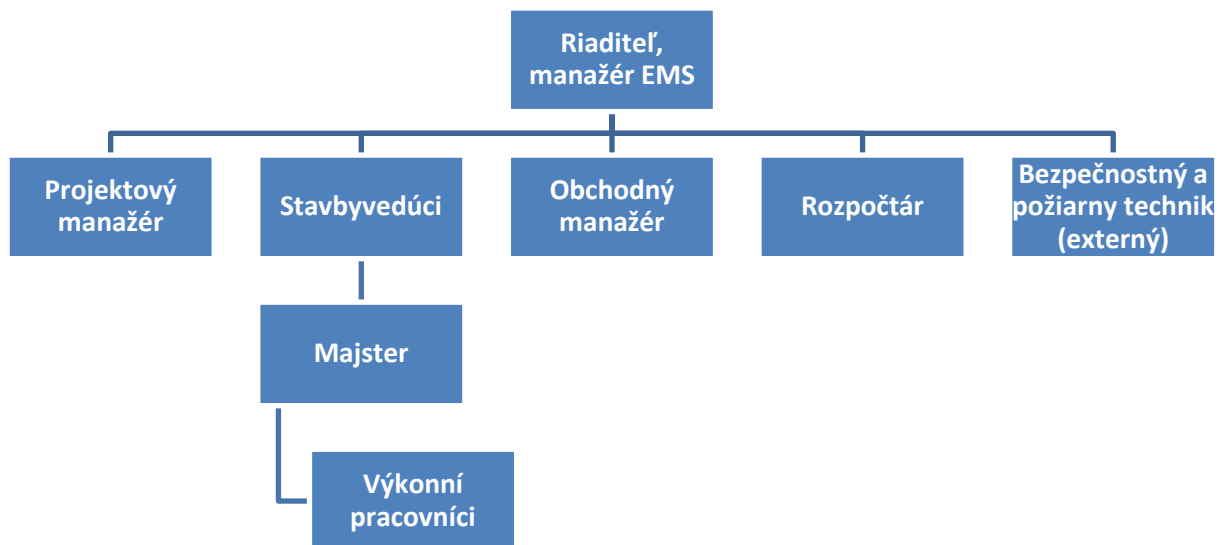 Riaditeľ,
manažér EMS
Projektový
manažér
Stavbyvedúci
Obchodný
manažér
Rozpočtár
Bezpečnostný a
požiarny technik
(externý)
Majster
Výkonní
pracovníci